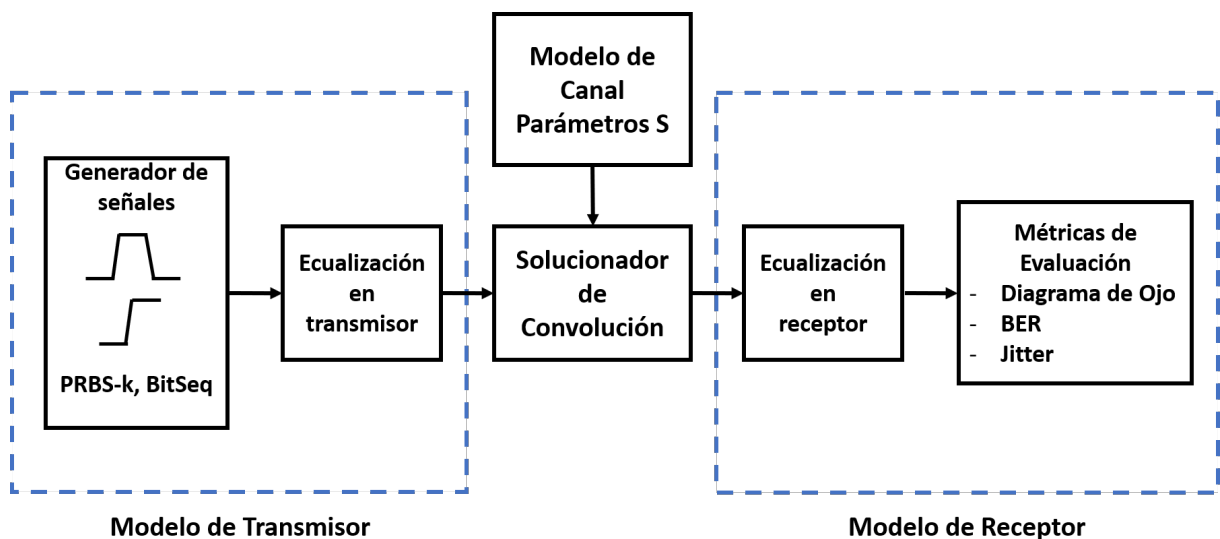 Modelo de
Canal
Parámetros S
Generador de
señales
PRBS-k, BitSeq
Ecualización
en
transmisor
Solucionador
de
Convolución
Ecualización
en
receptor
Métricas de
Evaluación
- Diagrama de Ojo
- BER
- Jitter
Modelo de Transmisor
Modelo de Receptor